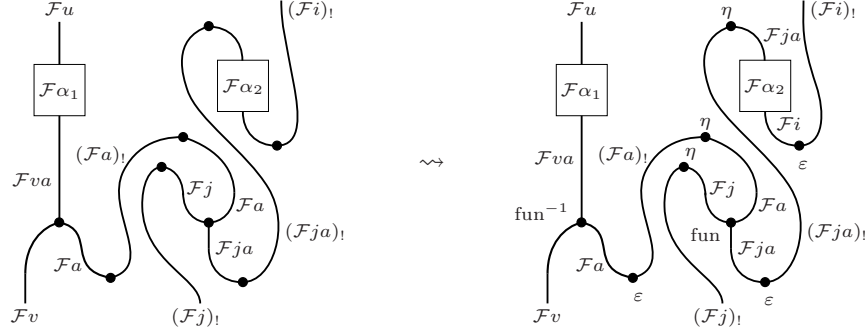 ℱu (ℱi)!
ℱα₁ ℱα₂
ℱva (ℱa)! ℱj ℱa
ℱa ℱja (ℱja)!
ℱv (ℱj)!
⇝
ℱu η (ℱi)!
ℱja
ℱα₁ ℱα₂
η ℱi
ℱva (ℱa)! η ε
ℱj ℱa
fun⁻¹ fun
ℱa ℱja (ℱja)!
ε ε
ℱv (ℱj)!